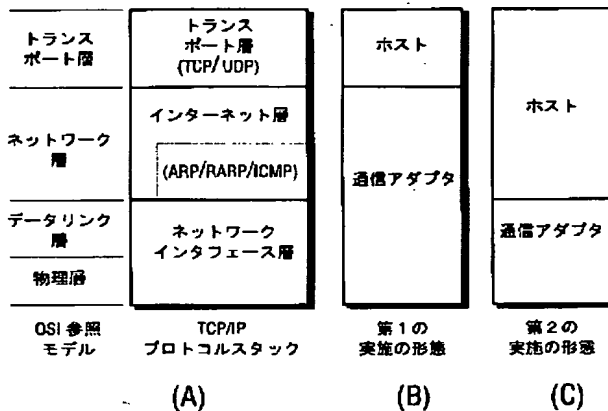 トランス
ポート層
ネットワーク
層
データリンク
層
物理層
OSI 参照
モデル
トランス
ポート層
(TCP/UDP)
インターネット層
(ARP/RARP/ICMP)
ネットワーク
インタフェース層
TCP/IP
プロトコルスタック
(A)
ホスト
通信アダプタ
第1の
実施の形態
(B)
ホスト
通信アダプタ
第2の
実施の形態
(C)